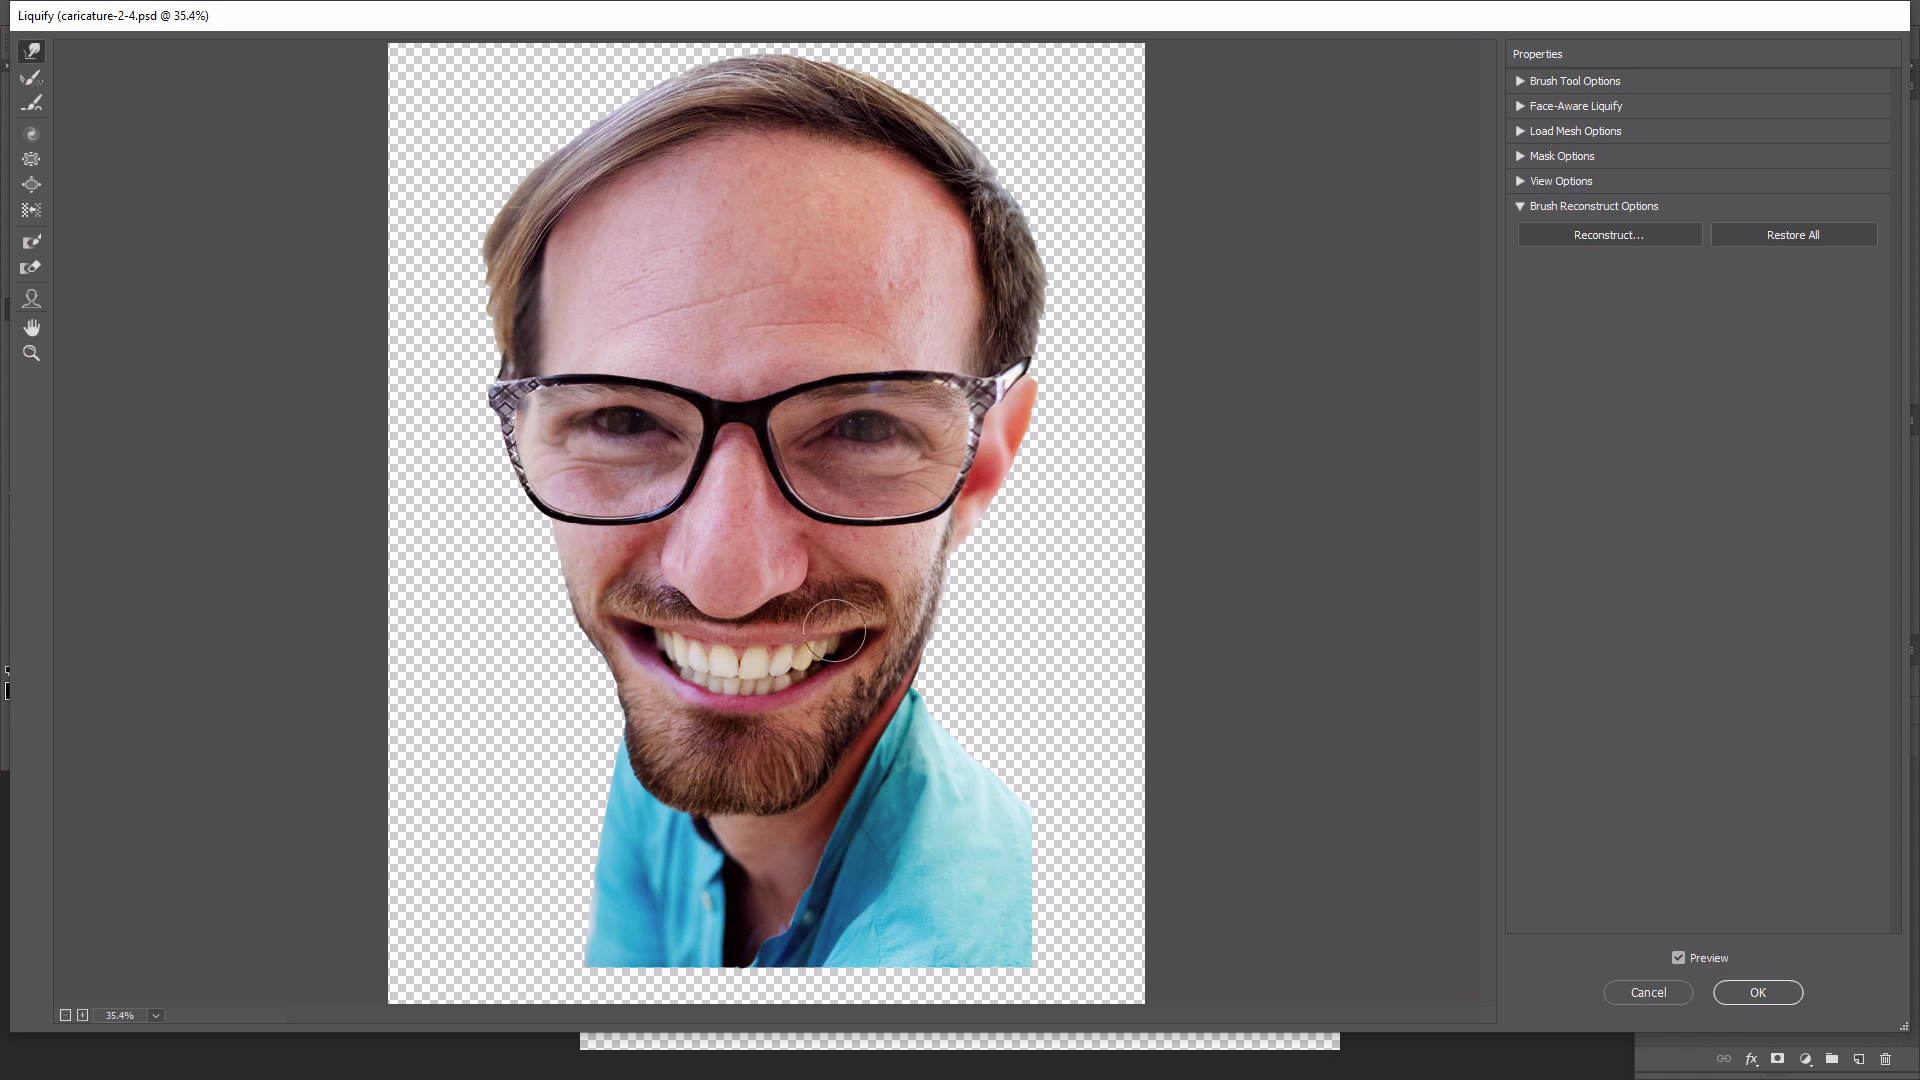 Liquify (caricature-2-4.psd @ 35.4%)
Properties
Brush Tool Options
Face-Aware Liquify
Load Mesh Options
Mask Options
View Options
Brush Reconstruct Options
Reconstruct...
Restore All
Preview
Cancel
OK
35.4%
fx